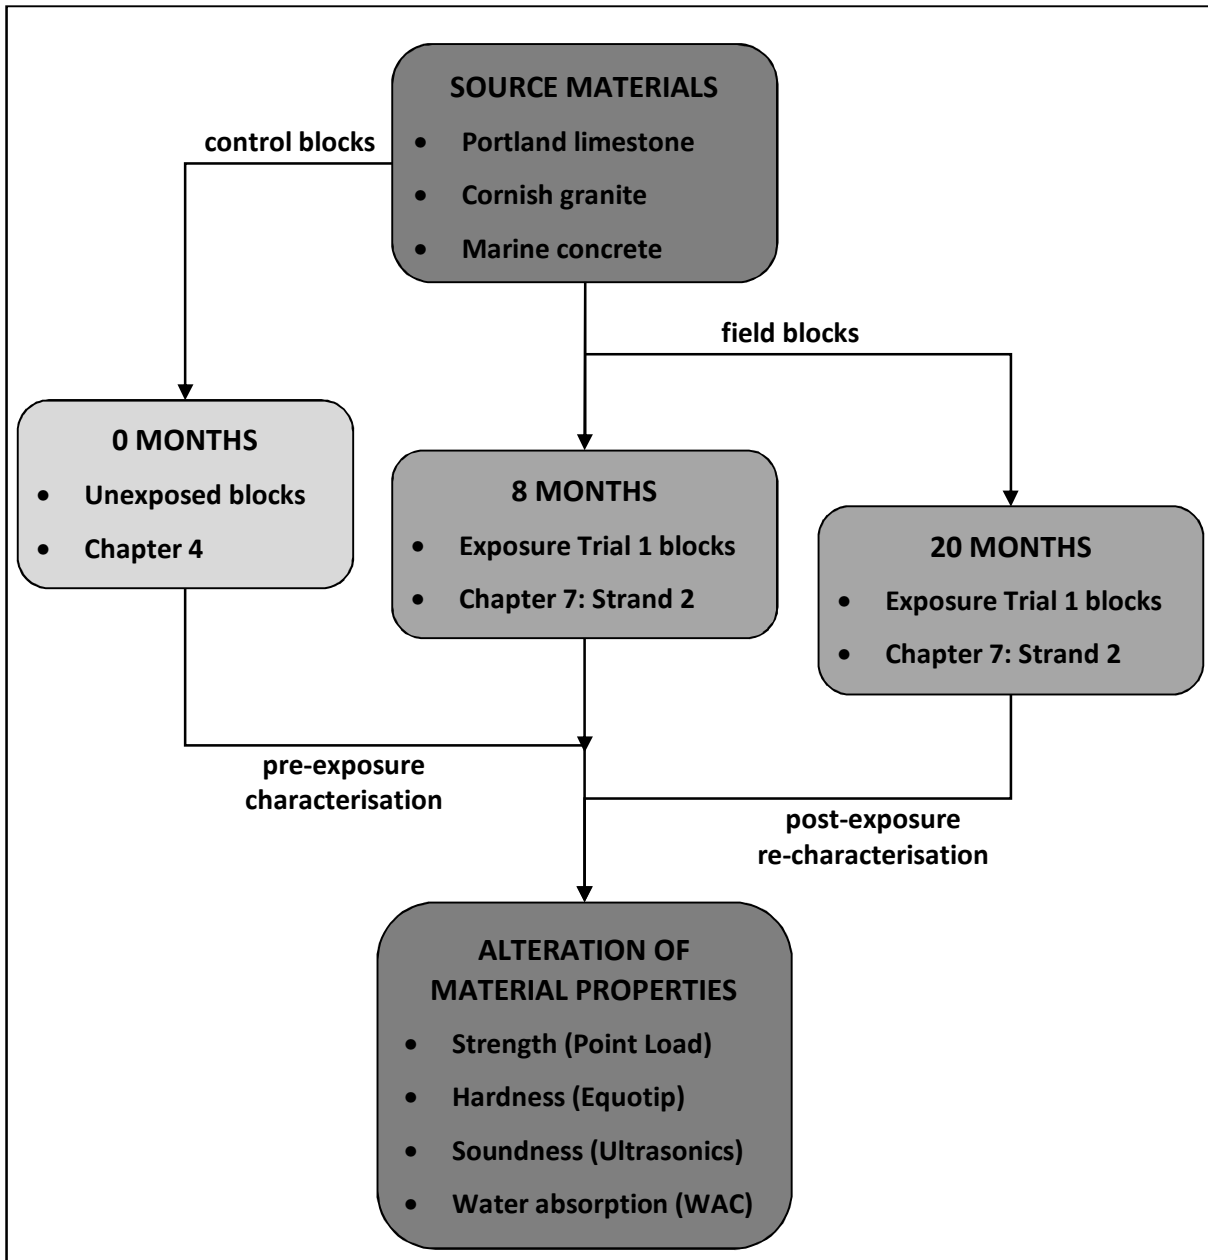 SOURCE MATERIALS
• Portland limestone
• Cornish granite
• Marine concrete
control blocks
field blocks
0 MONTHS
• Unexposed blocks
• Chapter 4
8 MONTHS
• Exposure Trial 1 blocks
• Chapter 7: Strand 2
20 MONTHS
• Exposure Trial 1 blocks
• Chapter 7: Strand 2
pre-exposure
characterisation
post-exposure
re-characterisation
ALTERATION OF
MATERIAL PROPERTIES
• Strength (Point Load)
• Hardness (Equotip)
• Soundness (Ultrasonics)
• Water absorption (WAC)